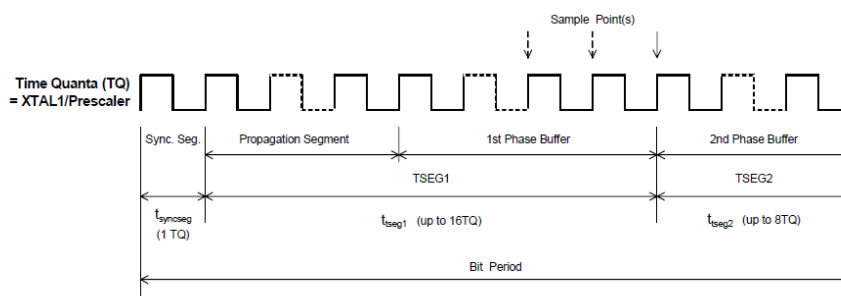 Sample Point(s)
Time Quanta (TQ)
= XTAL1/Prescaler
Sync. Seg. Propagation Segment 1st Phase Buffer 2nd Phase Buffer
TSEG1 TSEG2
tsyncseg ttseg1 (up to 16TQ) ttseg2 (up to 8TQ)
(1 TQ)
Bit Period